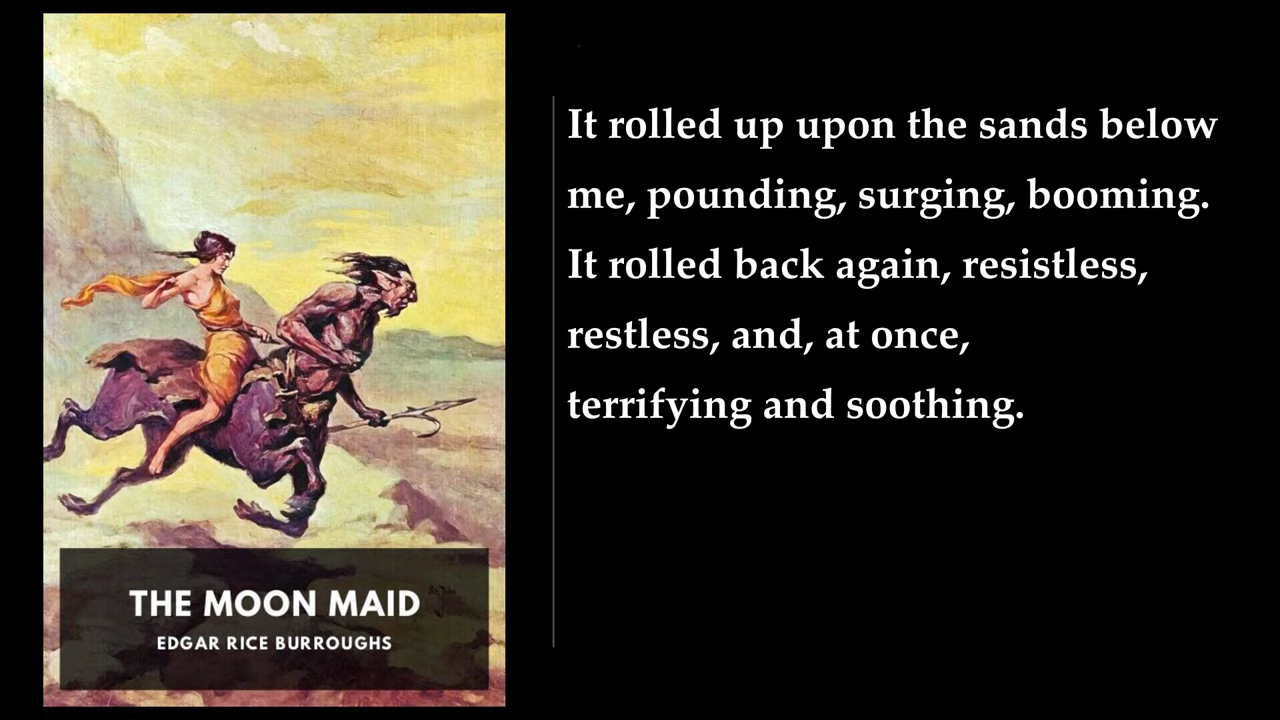 THE MOON MAID
EDGAR RICE BURROUGHS
It rolled up upon the sands below
me, pounding, surging, booming.
It rolled back again, resistless,
restless, and, at once,
terrifying and soothing.